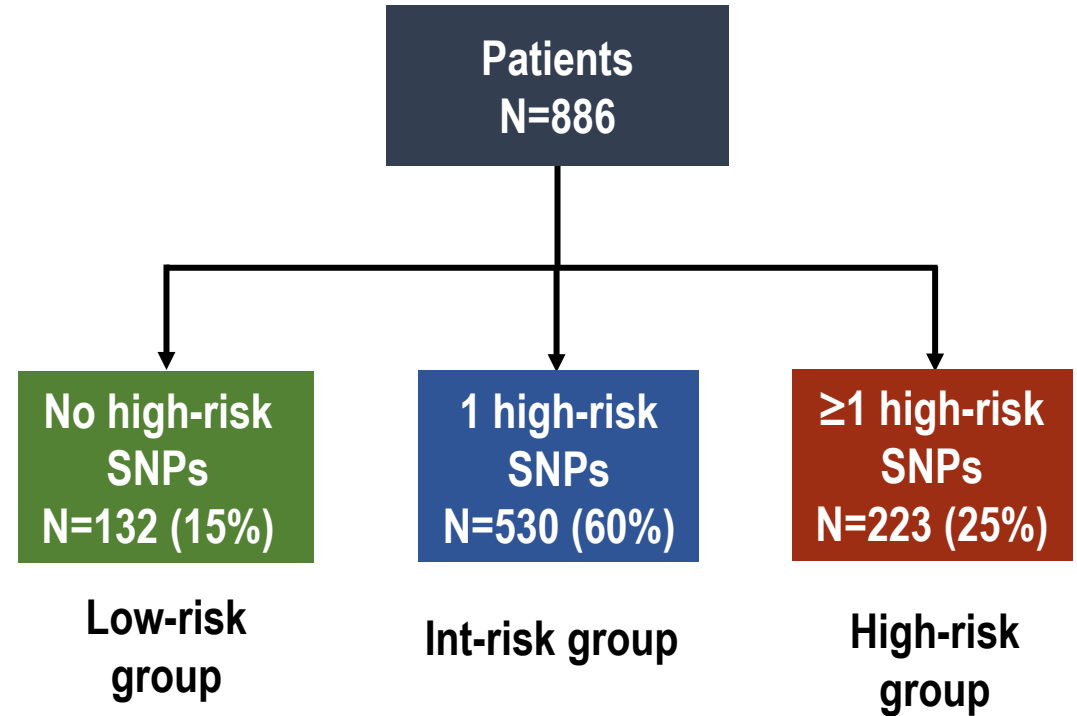 Patients
N=886
No high-risk
SNPs
N=132 (15%)
1 high-risk
SNPs
N=530 (60%)
≥1 high-risk
SNPs
N=223 (25%)
Low-risk
group
Int-risk group
High-risk
group